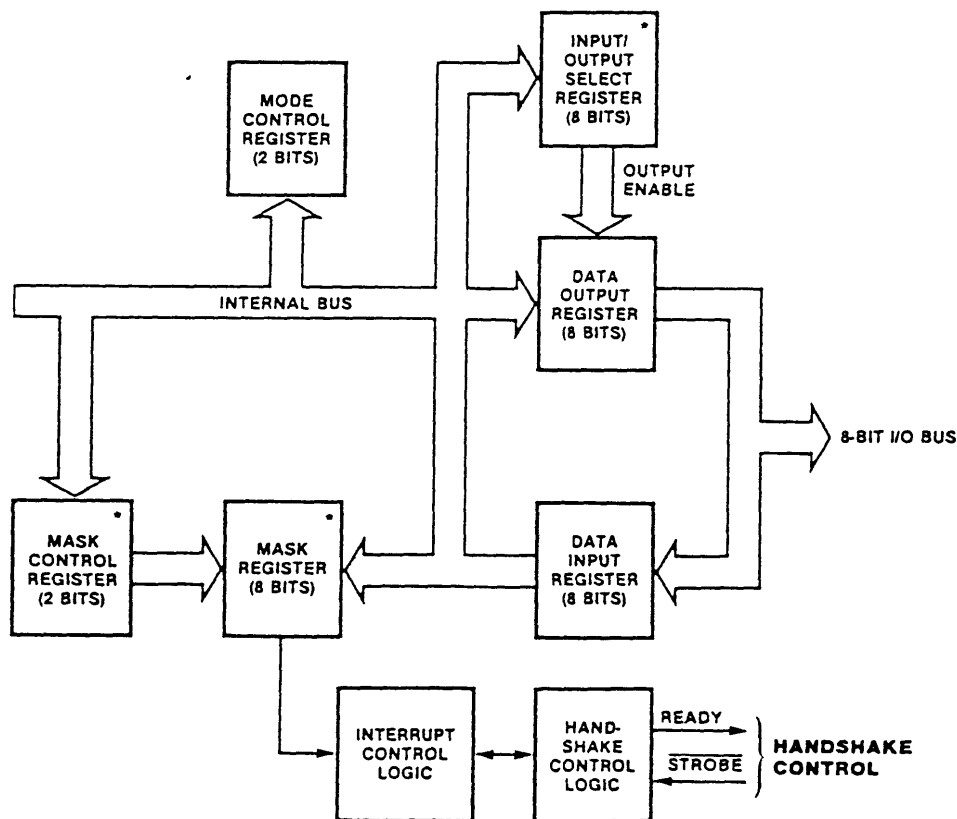 INPUT/ *
OUTPUT
SELECT
REGISTER
(8 BITS)
MODE
CONTROL
REGISTER
(2 BITS)
OUTPUT
ENABLE
INTERNAL BUS
DATA
OUTPUT
REGISTER
(8 BITS)
8-BIT I/O BUS
*
MASK
CONTROL
REGISTER
(2 BITS)
*
MASK
REGISTER
(8 BITS)
DATA
INPUT
REGISTER
(8 BITS)
INTERRUPT
CONTROL
LOGIC
HAND-
SHAKE
CONTROL
LOGIC
READY
STROBE
HANDSHAKE
CONTROL